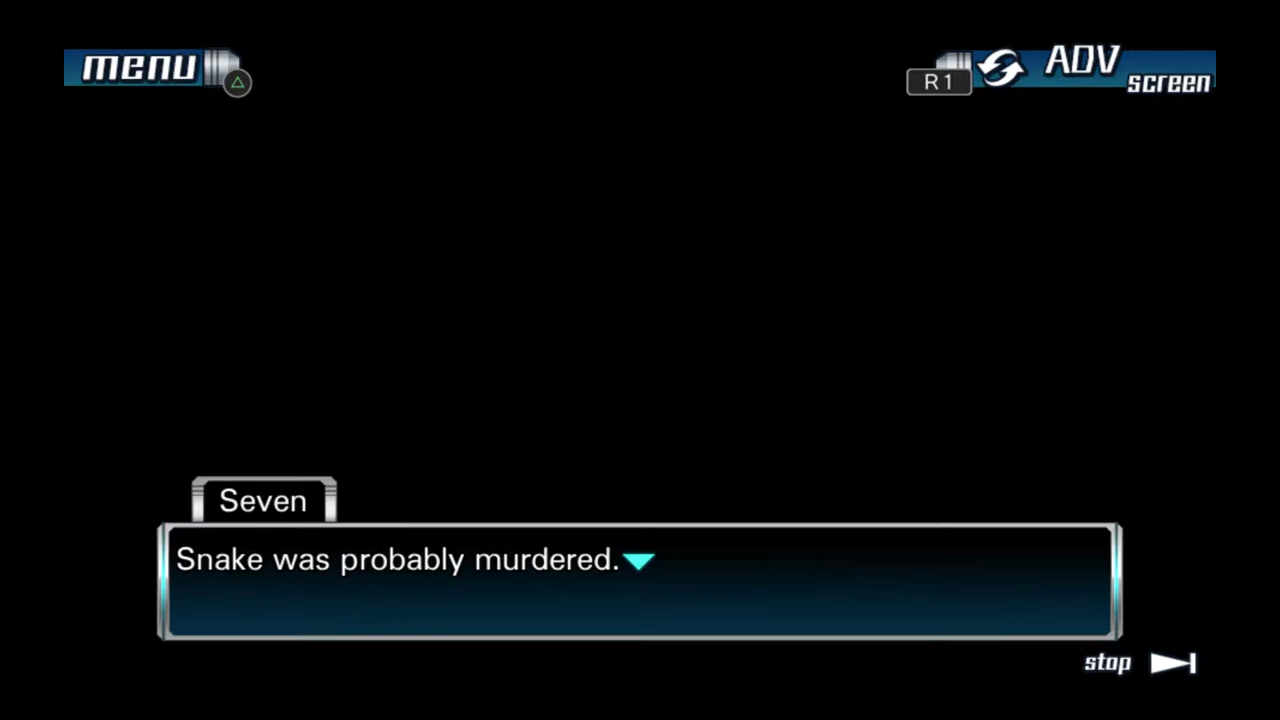 menu
R1
ADV
screen
Seven
Snake was probably murdered.
stop